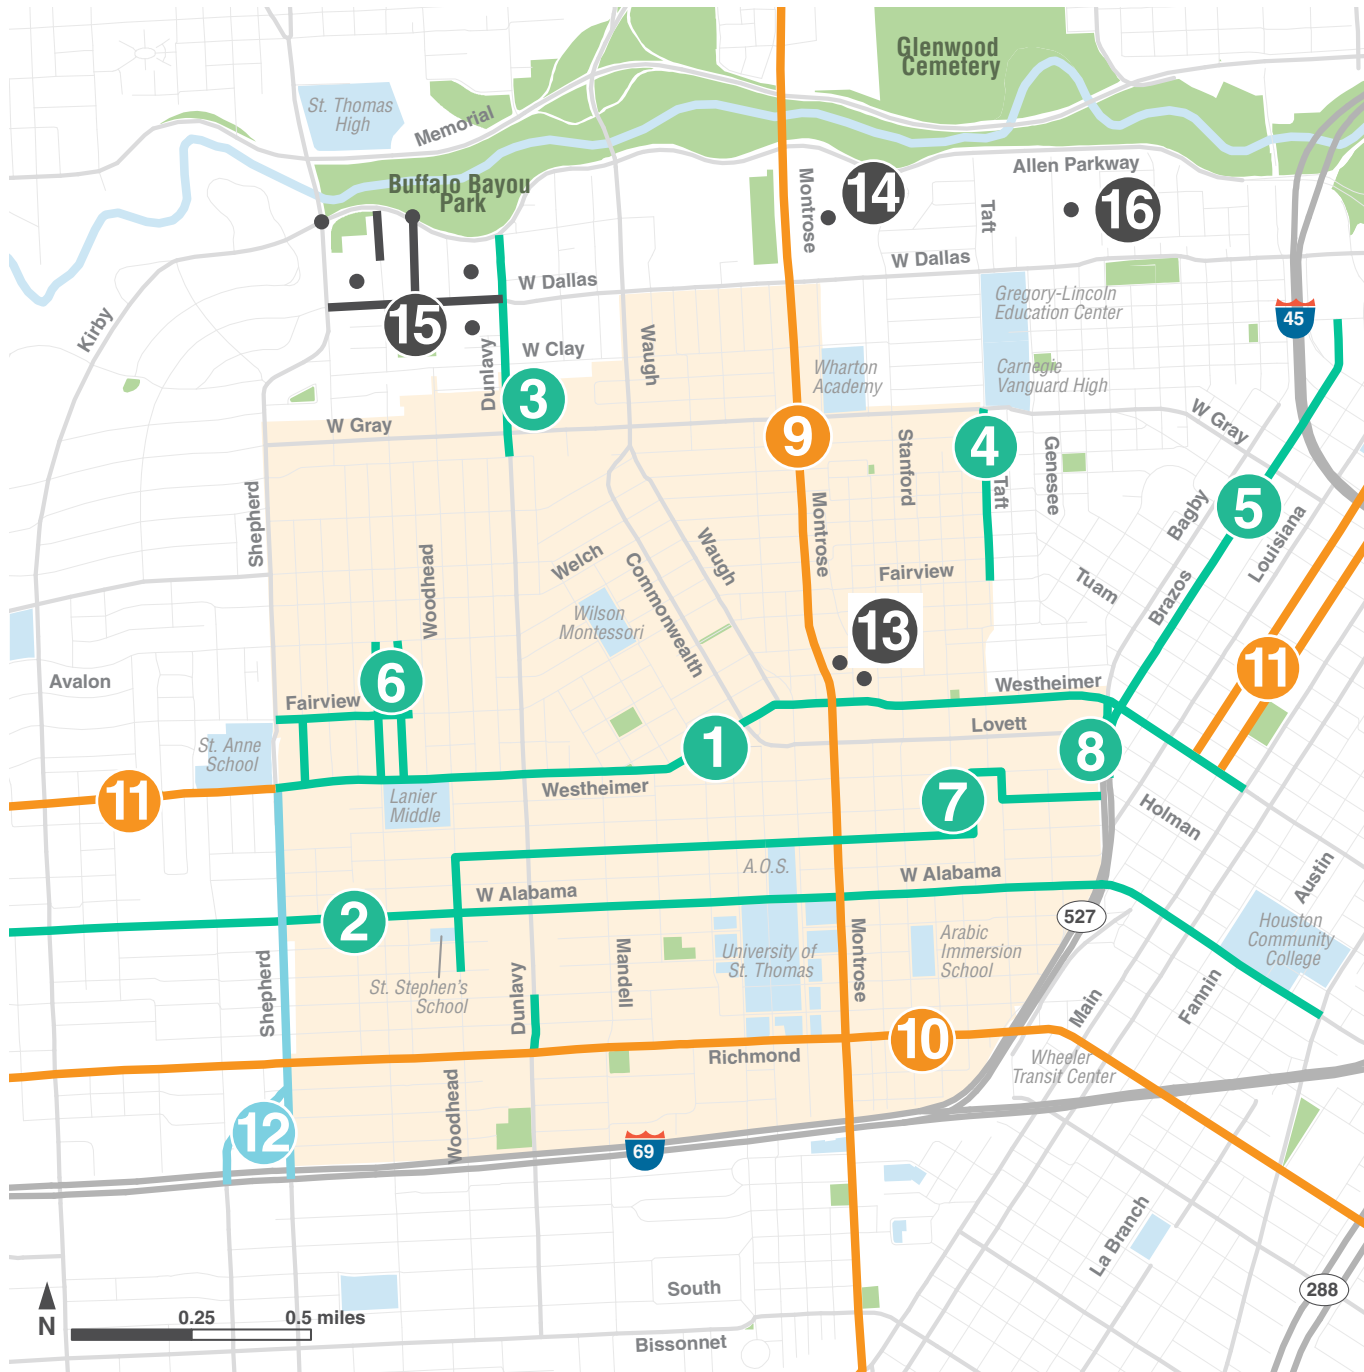 Glenwood
Cemetery
St. Thomas
High
Memorial
Allen Parkway
Buffalo Bayou
Park
Montrose
14
Taft
16
W Dallas
W Dallas
Gregory-Lincoln
Education Center
15
45
Kirby
Dunlavy
W Clay
Waugh
Wharton
Academy
Carnegie
Vanguard High
3
W Gray
W Gray
9
4
Stanford
Genesee
Taft
Shepherd
Montrose
Bagby
5
Louisiana
Woodhead
Welch
Waugh
Commonwealth
Fairview
Tuam
Brazos
Wilson
Montessori
13
11
Avalon
6
Fairview
Westheimer
Lovett
St. Anne
School
1
8
11
Westheimer
Lanier
Middle
7
Holman
A.O.S.
W Alabama
W Alabama
Austin
2
527
Houston
Community
College
Shepherd
St. Stephen's
School
Dunlavy
Mandell
University of
St. Thomas
Montrose
Arabic
Immersion
School
Main
Fannin
10
Richmond
Wheeler
Transit Center
12
Woodhead
69
La Branch
South
288
N
0.25
0.5 miles
Bissonnet